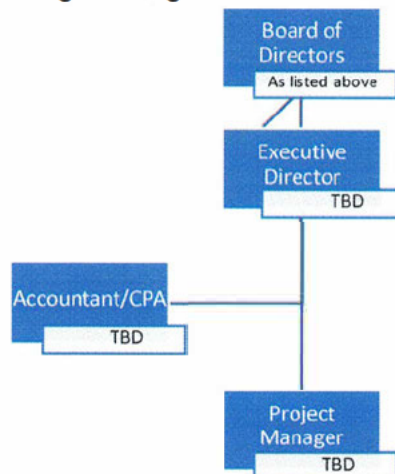 Board of
Directors
As listed above
Executive
Director
TBD
Accountant/CPA
TBD
Project
Manager
TBD